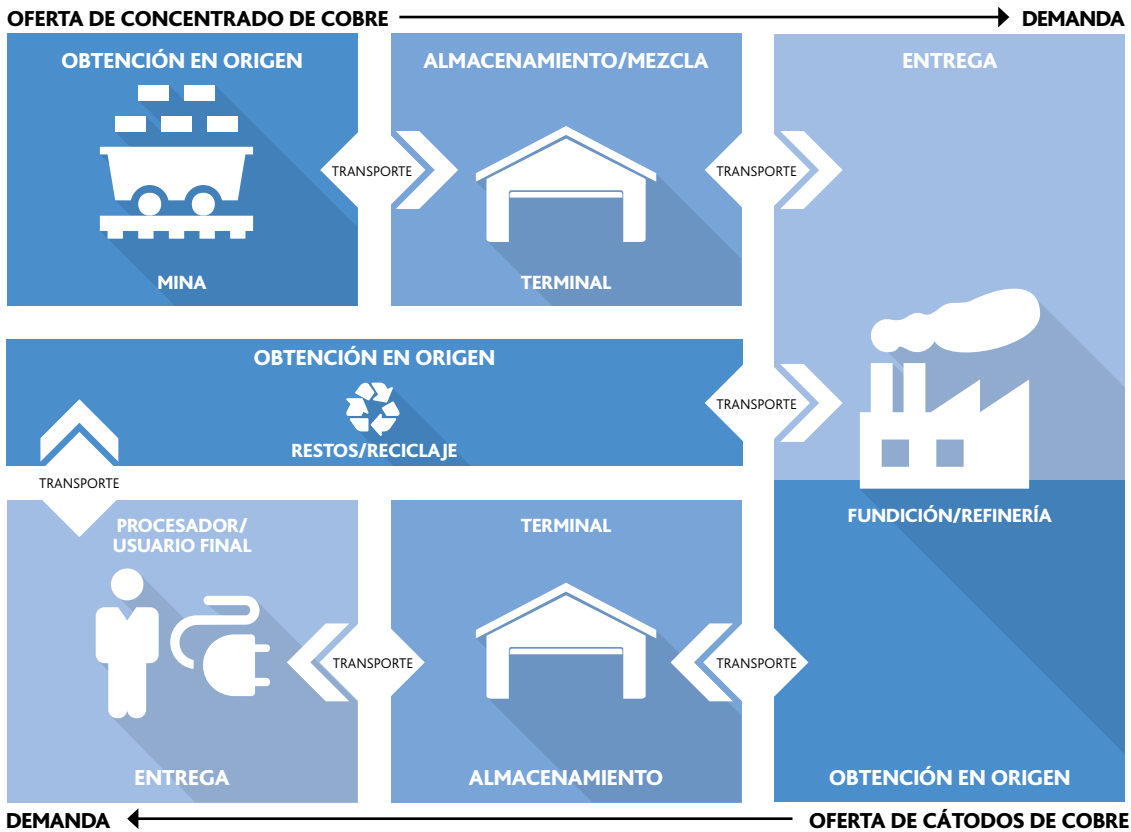 OFERTA DE CONCENTRADO DE COBRE
DEMANDA
OBTENCIÓN EN ORIGEN
ALMACENAMIENTO/MEZCLA
ENTREGA
TRANSPORTE
TRANSPORTE
MINA
TERMINAL
OBTENCIÓN EN ORIGEN
TRANSPORTE
RESTOS/RECICLAJE
TRANSPORTE
PROCESADOR/
USUARIO FINAL
TERMINAL
FUNDICIÓN/REFINERÍA
TRANSPORTE
TRANSPORTE
ENTREGA
ALMACENAMIENTO
OBTENCIÓN EN ORIGEN
DEMANDA
OFERTA DE CÁTODOS DE COBRE